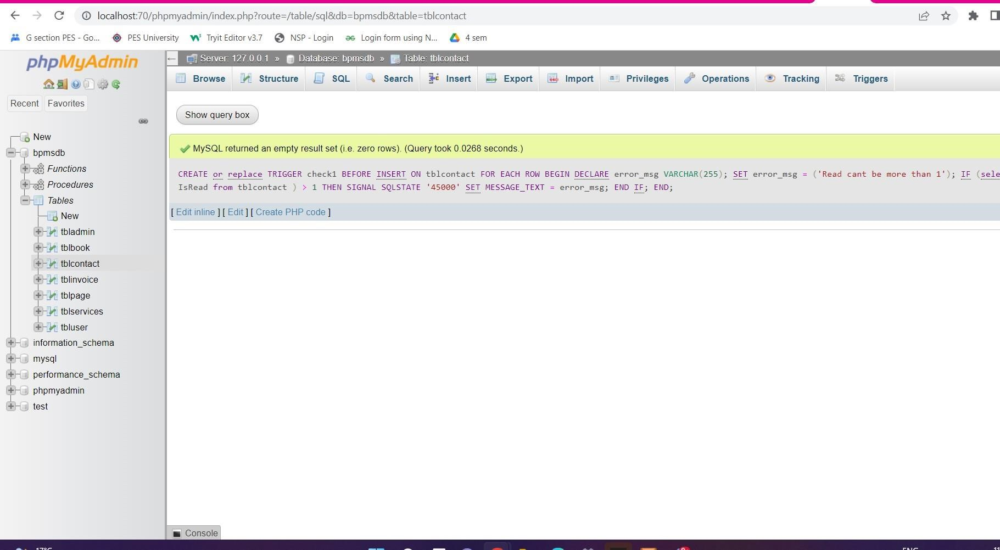 localhost:70/phpmyadmin/index.php?route=/table/sql&db=bpmsdb&table=tblcontact
G section PES - Go... PES University Tryit Editor v3.7 NSP - Login Login form using N... 4 sem
phpMyAdmin
Recent Favorites
New
bpmsdb
Functions
Procedures
Tables
New
tbladmin
tblbook
tblcontact
tblinvoice
tblpage
tblservices
tbluser
information_schema
mysql
performance_schema
phpmyadmin
test
Server: 127.0.0.1 » Database: bpmsdb » Table: tblcontact
Browse Structure SQL Search Insert Export Import Privileges Operations Tracking Triggers
Show query box
MySQL returned an empty result set (i.e. zero rows). (Query took 0.0268 seconds.)
CREATE or replace TRIGGER check1 BEFORE INSERT ON tblcontact FOR EACH ROW BEGIN DECLARE error_msg VARCHAR(255); SET error_msg = ('Read cant be more than 1'); IF (sele
IsRead from tblcontact ) > 1 THEN SIGNAL SQLSTATE '45000' SET MESSAGE_TEXT = error_msg; END IF; END;
[ Edit inline ] [ Edit ] [ Create PHP code ]
Console
17°C
ENG